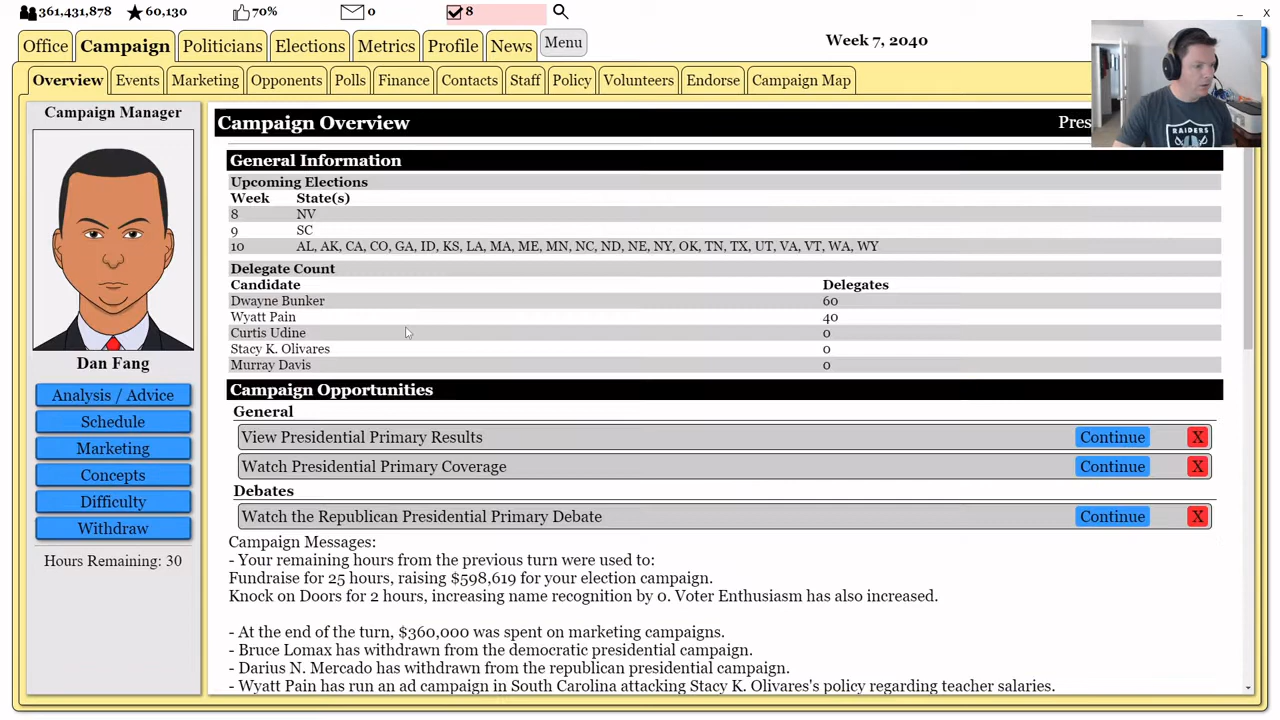 361,431,878 60,130 70% 0 8
Office Campaign Politicians Elections Metrics Profile News Menu
Week 7, 2040
Overview Events Marketing Opponents Polls Finance Contacts Staff Policy Volunteers Endorse Campaign Map
Campaign Manager
Dan Fang
Analysis / Advice
Schedule
Marketing
Concepts
Difficulty
Withdraw
Hours Remaining: 30
Campaign Overview
Pres
General Information
Upcoming Elections
Week State(s)
8 NV
9 SC
10 AL, AK, CA, CO, GA, ID, KS, LA, MA, ME, MN, NC, ND, NE, NY, OK, TN, TX, UT, VA, VT, WA, WY
Delegate Count
Candidate Delegates
Dwayne Bunker 60
Wyatt Pain 40
Curtis Udine 0
Stacy K. Olivares 0
Murray Davis 0
Campaign Opportunities
General
View Presidential Primary Results Continue X
Watch Presidential Primary Coverage Continue X
Debates
Watch the Republican Presidential Primary Debate Continue X
Campaign Messages:
- Your remaining hours from the previous turn were used to:
Fundraise for 25 hours, raising $598,619 for your election campaign.
Knock on Doors for 2 hours, increasing name recognition by 0. Voter Enthusiasm has also increased.
- At the end of the turn, $360,000 was spent on marketing campaigns.
- Bruce Lomax has withdrawn from the democratic presidential campaign.
- Darius N. Mercado has withdrawn from the republican presidential campaign.
- Wyatt Pain has run an ad campaign in South Carolina attacking Stacy K. Olivares's policy regarding teacher salaries.
RAIDERS